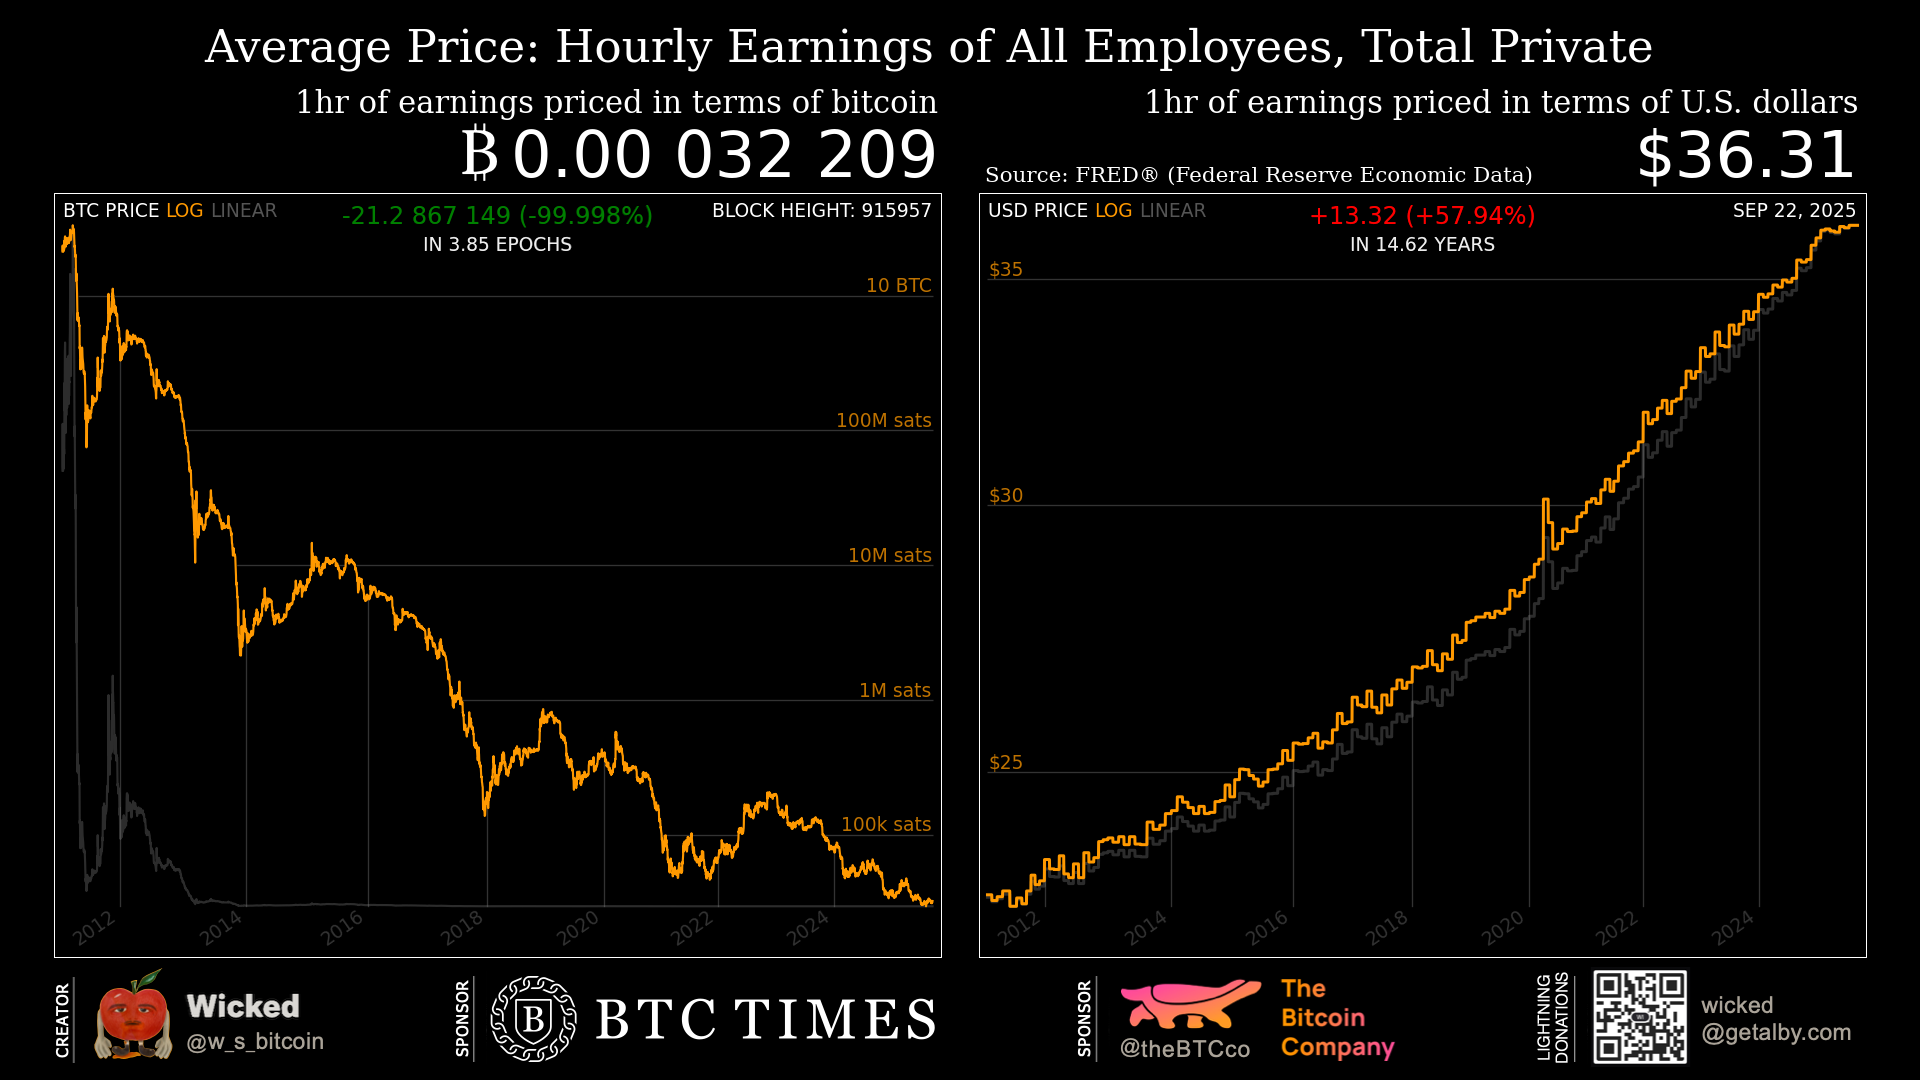 Average Price: Hourly Earnings of All Employees, Total Private
1hr of earnings priced in terms of bitcoin
₿ 0.00 032 209
BTC PRICE LOG LINEAR
-21.2 867 149 (-99.998%)
IN 3.85 EPOCHS
BLOCK HEIGHT: 915957
10 BTC
100M sats
10M sats
1M sats
100k sats
2012 2014 2016 2018 2020 2022 2024
1hr of earnings priced in terms of U.S. dollars
$36.31
Source: FRED® (Federal Reserve Economic Data)
USD PRICE LOG LINEAR
+13.32 (+57.94%)
IN 14.62 YEARS
SEP 22, 2025
$35
$30
$25
2012 2014 2016 2018 2020 2022 2024
CREATOR
Wicked
@w_s_bitcoin
SPONSOR
B
BTC TIMES
SPONSOR
@theBTCco
The
Bitcoin
Company
LIGHTNING
DONATIONS
wicked
@getalby.com